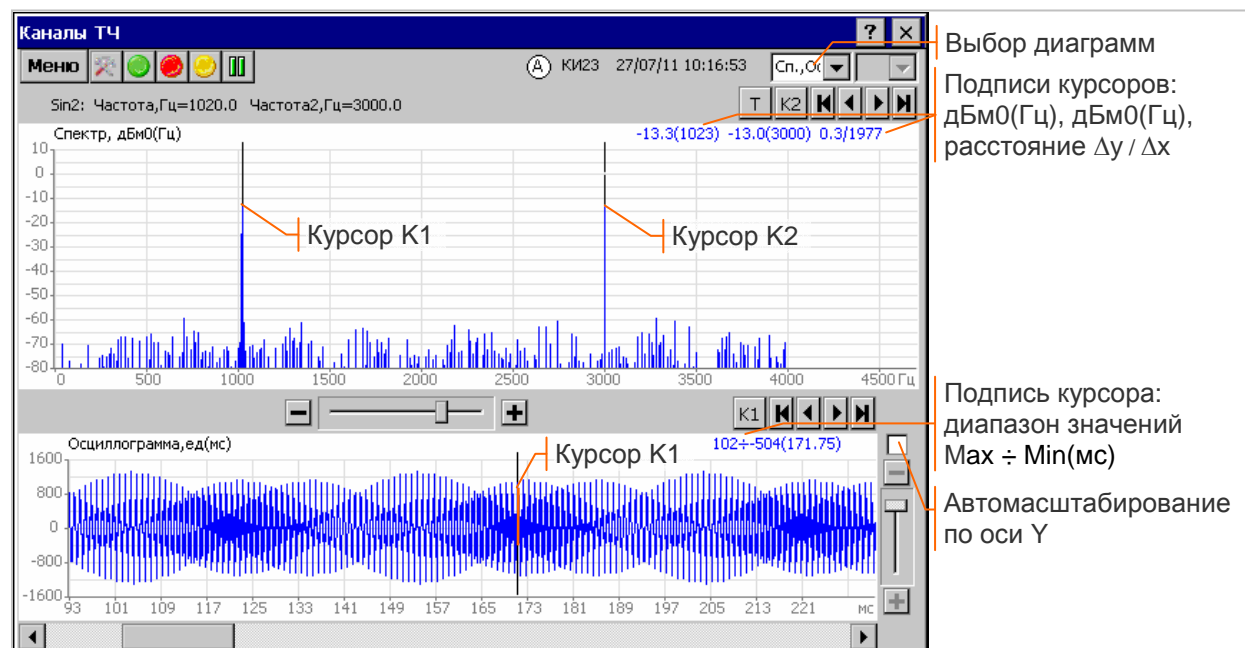 Каналы ТЧ
? ×
Меню
A КИ23 27/07/11 10:16:53 Сп.,Ос
Sin2: Частота,Гц=1020.0 Частота2,Гц=3000.0
T К2
Спектр, дБм0(Гц)
-13.3(1023) -13.0(3000) 0.3/1977
10
0
-10
-20
-30
-40
-50
-60
-70
-80
0 500 1000 1500 2000 2500 3000 3500 4000 4500 Гц
Курсор К1
Курсор К2
К1
Осциллограмма,ед(мс)
102÷-504(171.75)
1600
800
0
-800
-1600
93 101 109 117 125 133 141 149 157 165 173 181 189 197 205 213 221 мс
Курсор К1
Выбор диаграмм
Подписи курсоров:
дБм0(Гц), дБм0(Гц),
расстояние Δy / Δx
Подпись курсора:
диапазон значений
Max ÷ Min(мс)
Автомасштабирование
по оси Y